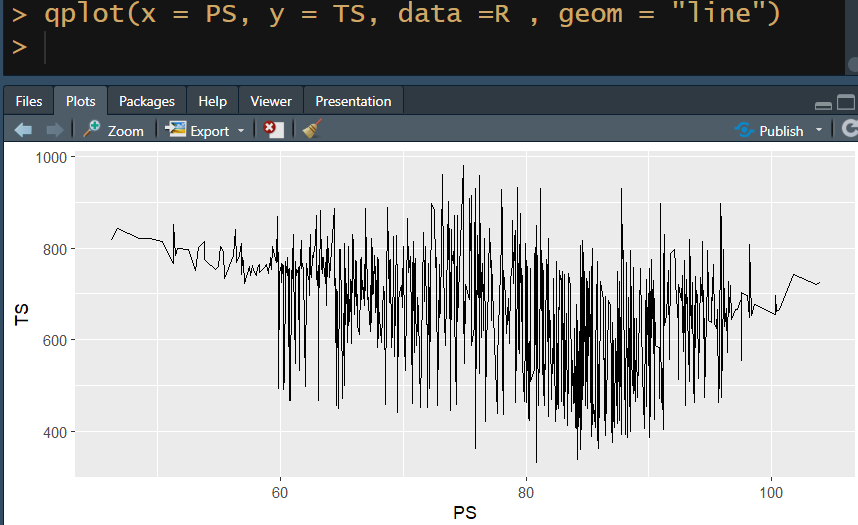 > qplot(x = PS, y = TS, data =R , geom = "line")
>
Files Plots Packages Help Viewer Presentation
Zoom Export Publish
1000
800
600
400
TS
60 80 100
PS